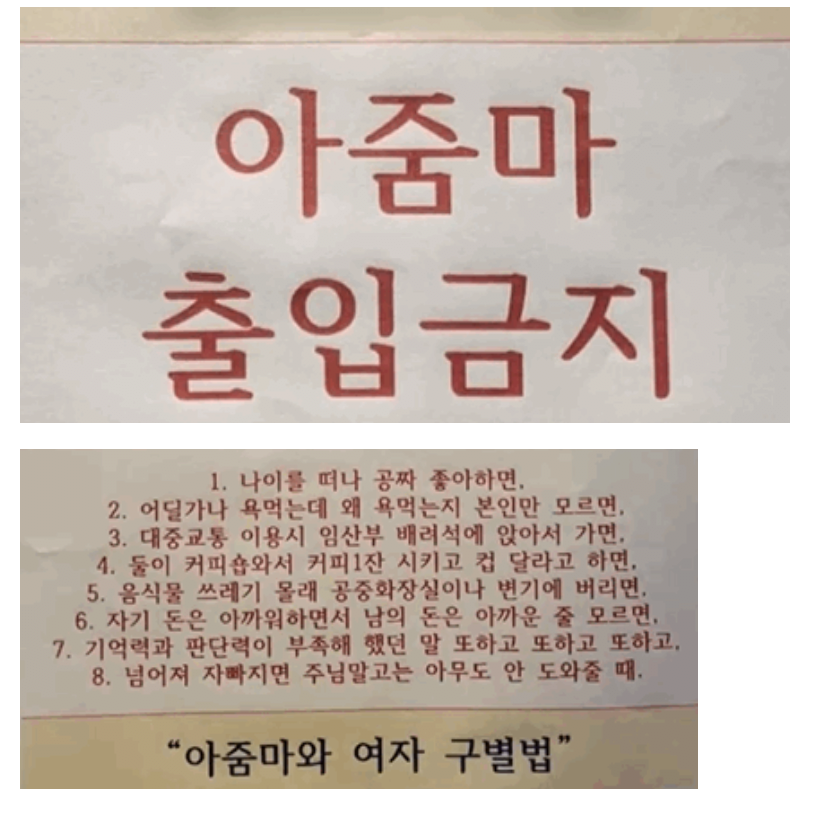 아줌마
출입금지
1. 나이를 떠나 공짜 좋아하면,
2. 어딜가나 욕먹는데 왜 욕먹는지 본인만 모르면,
3. 대중교통 이용시 임산부 배려석에 앉아서 가면,
4. 둘이 커피숍와서 커피1잔 시키고 컵 달라고 하면,
5. 음식물 쓰레기 몰래 공중화장실이나 변기에 버리면,
6. 자기 돈은 아까워하면서 남의 돈은 아까운 줄 모르면,
7. 기억력과 판단력이 부족해 했던 말 또하고 또하고 또하고,
8. 넘어져 자빠지면 주님말고는 아무도 안 도와줄 때.
“아줌마와 여자 구별법”